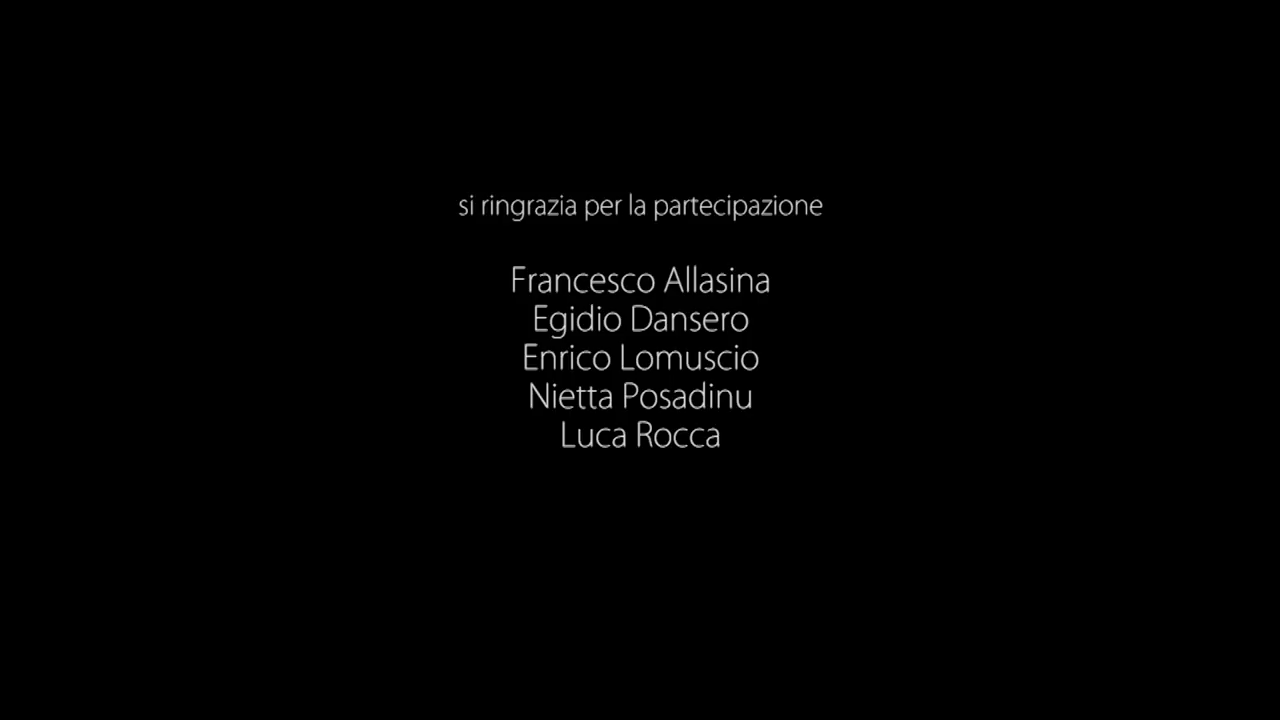 si ringrazia per la partecipazione
Francesco Allasina
Egidio Dansero
Enrico Lomuscio
Nietta Posadinu
Luca Rocca